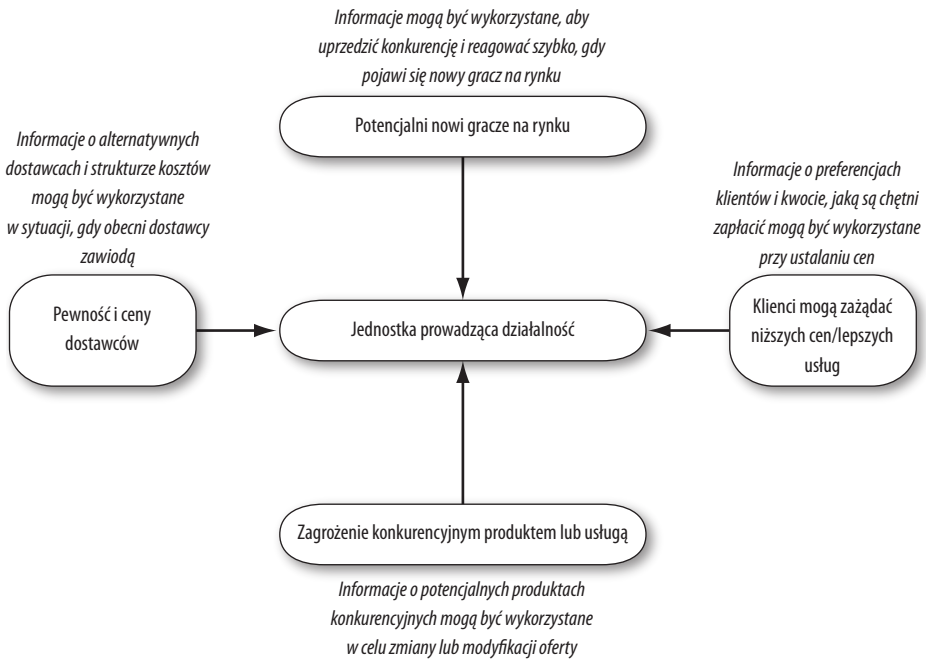 Informacje mogą być wykorzystane, aby
uprzedzić konkurencję i reagować szybko, gdy
pojawi się nowy gracz na rynku
Potencjalni nowi gracze na rynku
Informacje o alternatywnych
dostawcach i strukturze kosztów
mogą być wykorzystane
w sytuacji, gdy obecni dostawcy
zawiodą
Informacje o preferencjach
klientów i kwocie, jaką są chętni
zapłacić mogą być wykorzystane
przy ustalaniu cen
Pewność i ceny
dostawców
Jednostka prowadząca działalność
Klienci mogą zażądać
niższych cen/lepszych
usług
Zagrożenie konkurencyjnym produktem lub usługą
Informacje o potencjalnych produktach
konkurencyjnych mogą być wykorzystane
w celu zmiany lub modyfikacji oferty